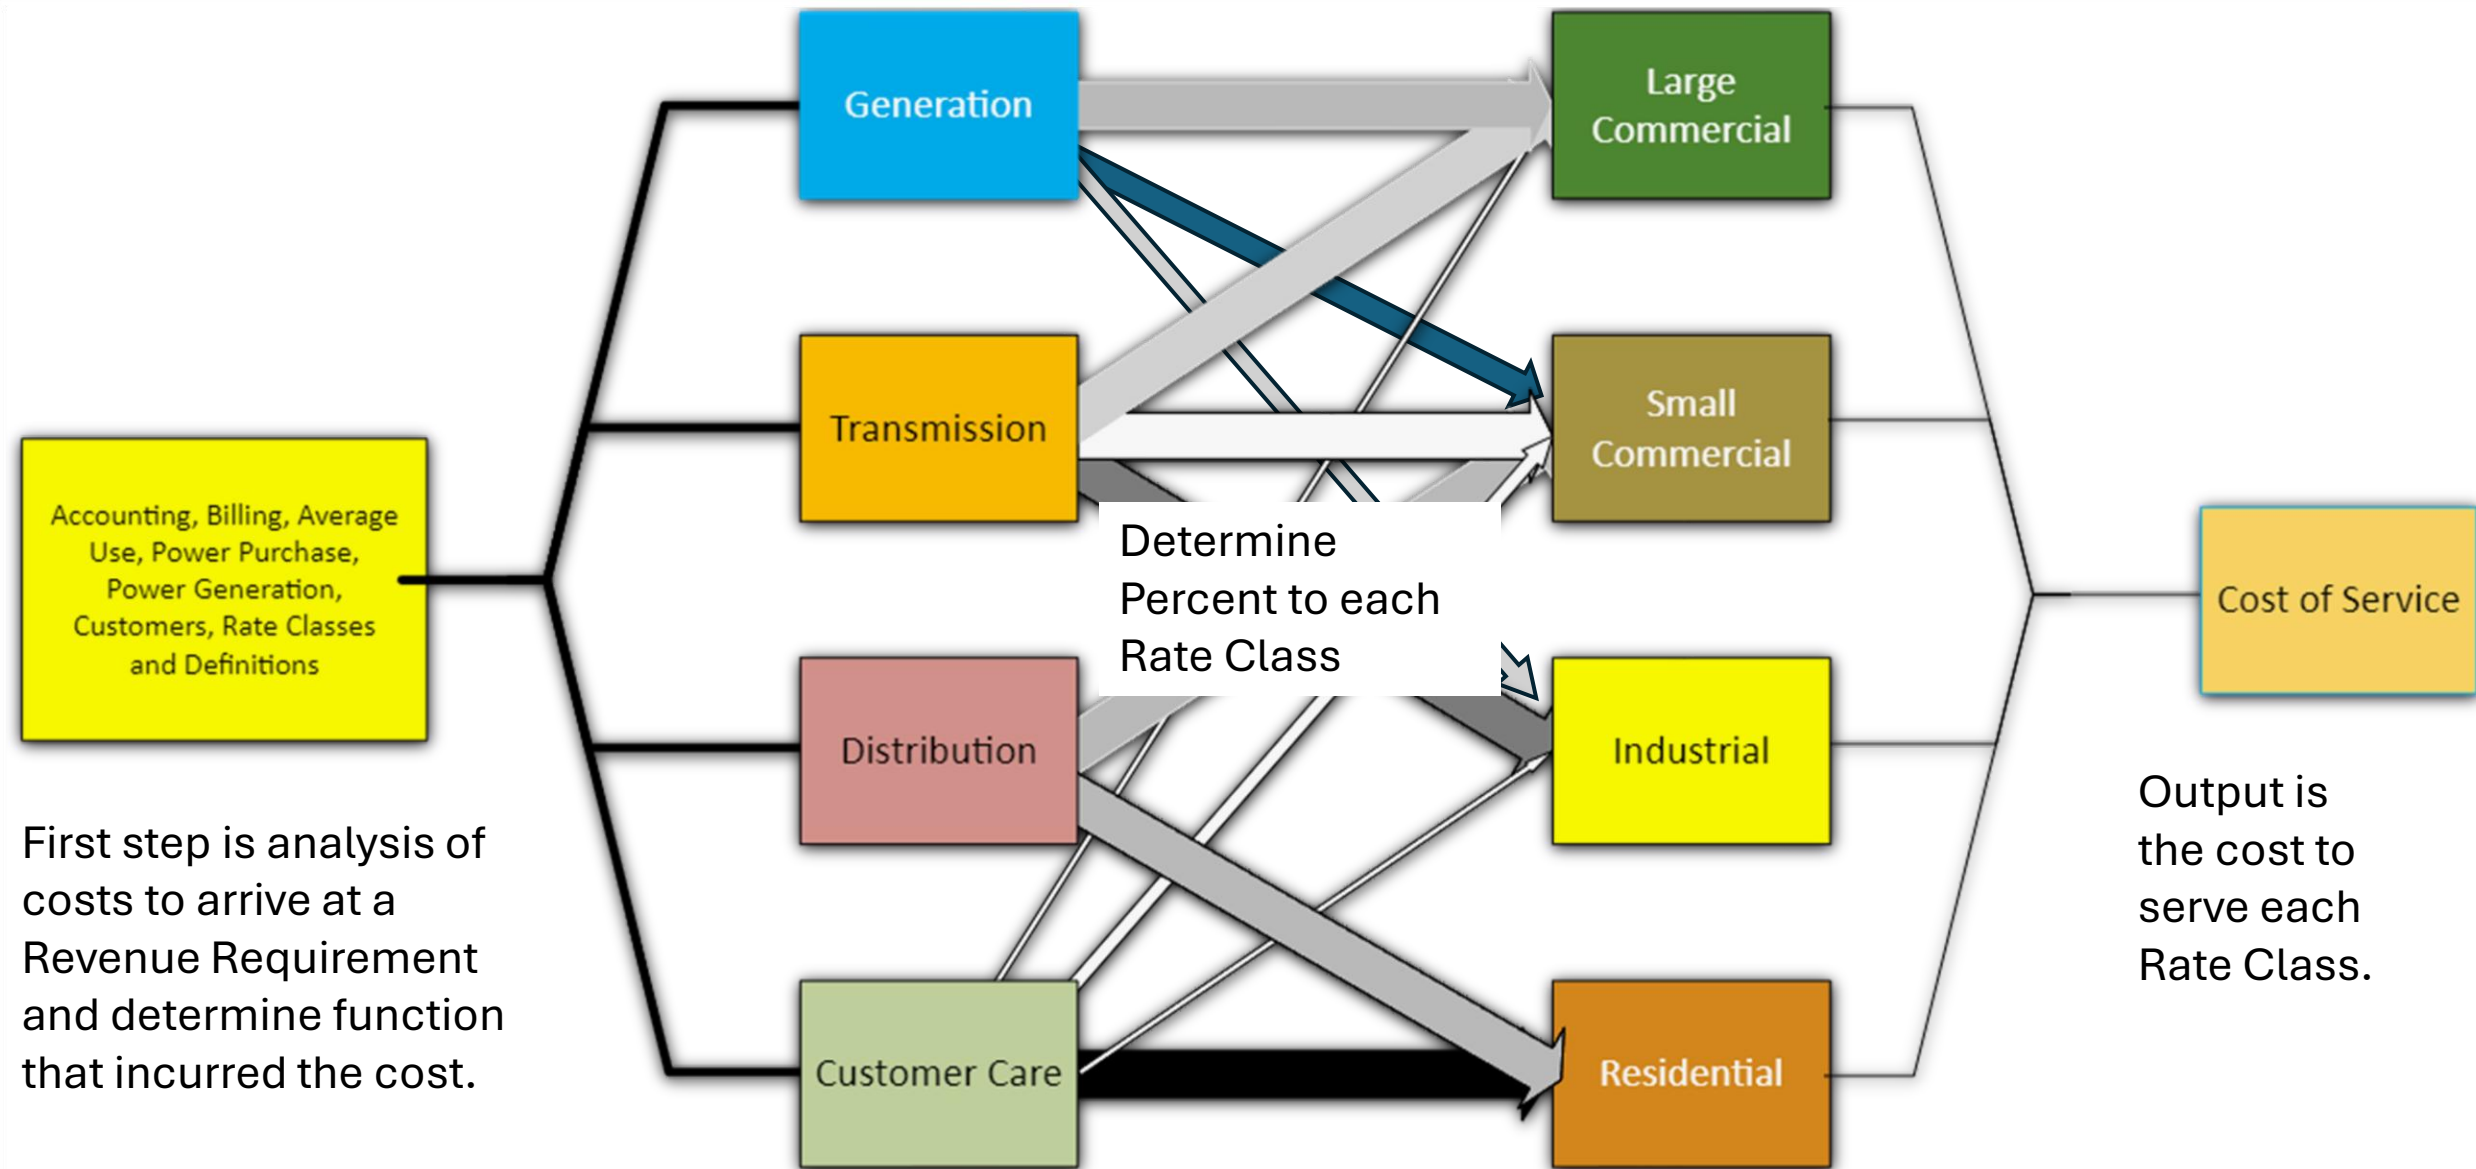 Generation
Large
Commercial
Transmission
Small
Commercial
Accounting, Billing, Average
Use, Power Purchase,
Power Generation,
Customers, Rate Classes
and Definitions
Determine
Percent to each
Rate Class
Cost of Service
Distribution
Industrial
First step is analysis of
costs to arrive at a
Revenue Requirement
and determine function
that incurred the cost.
Output is
the cost to
serve each
Rate Class.
Customer Care
Residential